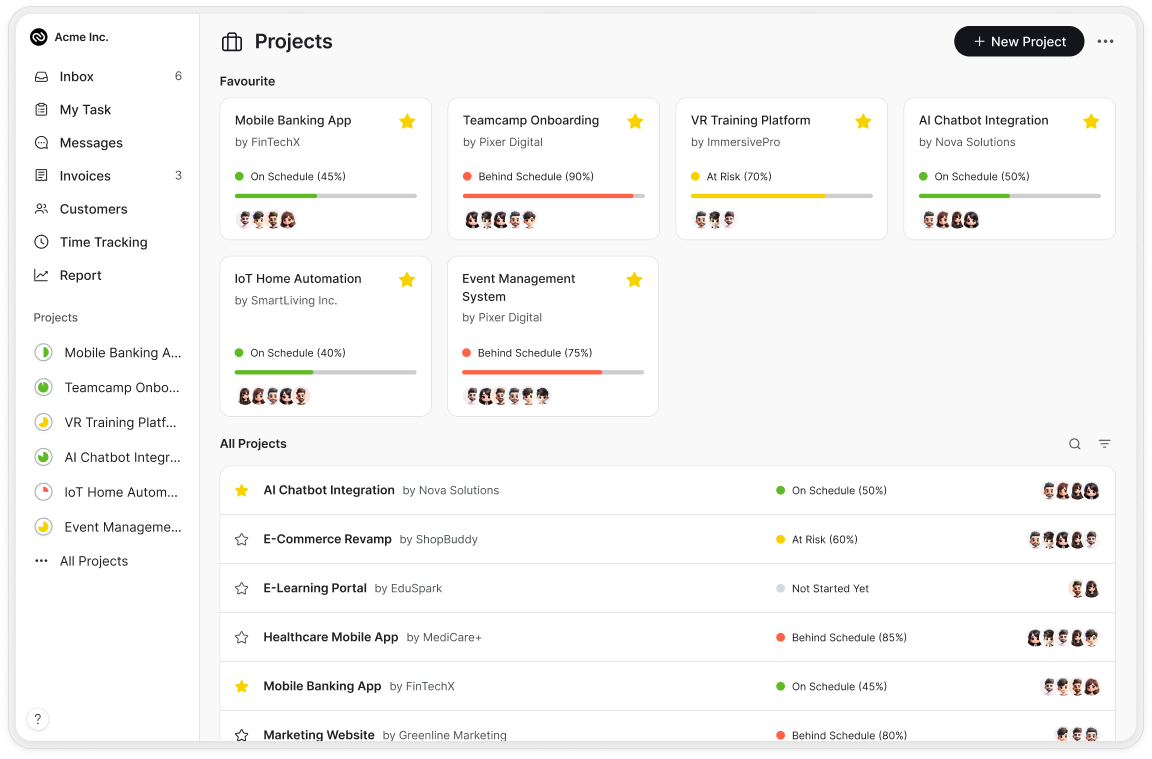 Acme Inc.
Inbox 6
My Task
Messages
Invoices 3
Customers
Time Tracking
Report
Projects
Mobile Banking A...
Teamcamp Onbo...
VR Training Platf...
AI Chatbot Integr...
IoT Home Autom...
Event Manageme...
All Projects
?
Projects
+ New Project
Favourite
Mobile Banking App
by FinTechX
On Schedule (45%)
Teamcamp Onboarding
by Pixer Digital
Behind Schedule (90%)
VR Training Platform
by ImmersivePro
At Risk (70%)
AI Chatbot Integration
by Nova Solutions
On Schedule (50%)
IoT Home Automation
by SmartLiving Inc.
On Schedule (40%)
Event Management
System
by Pixer Digital
Behind Schedule (75%)
All Projects
AI Chatbot Integration by Nova Solutions On Schedule (50%)
E-Commerce Revamp by ShopBuddy At Risk (60%)
E-Learning Portal by EduSpark Not Started Yet
Healthcare Mobile App by MediCare+ Behind Schedule (85%)
Mobile Banking App by FinTechX On Schedule (45%)
Marketing Website by Greenline Marketing Behind Schedule (80%)